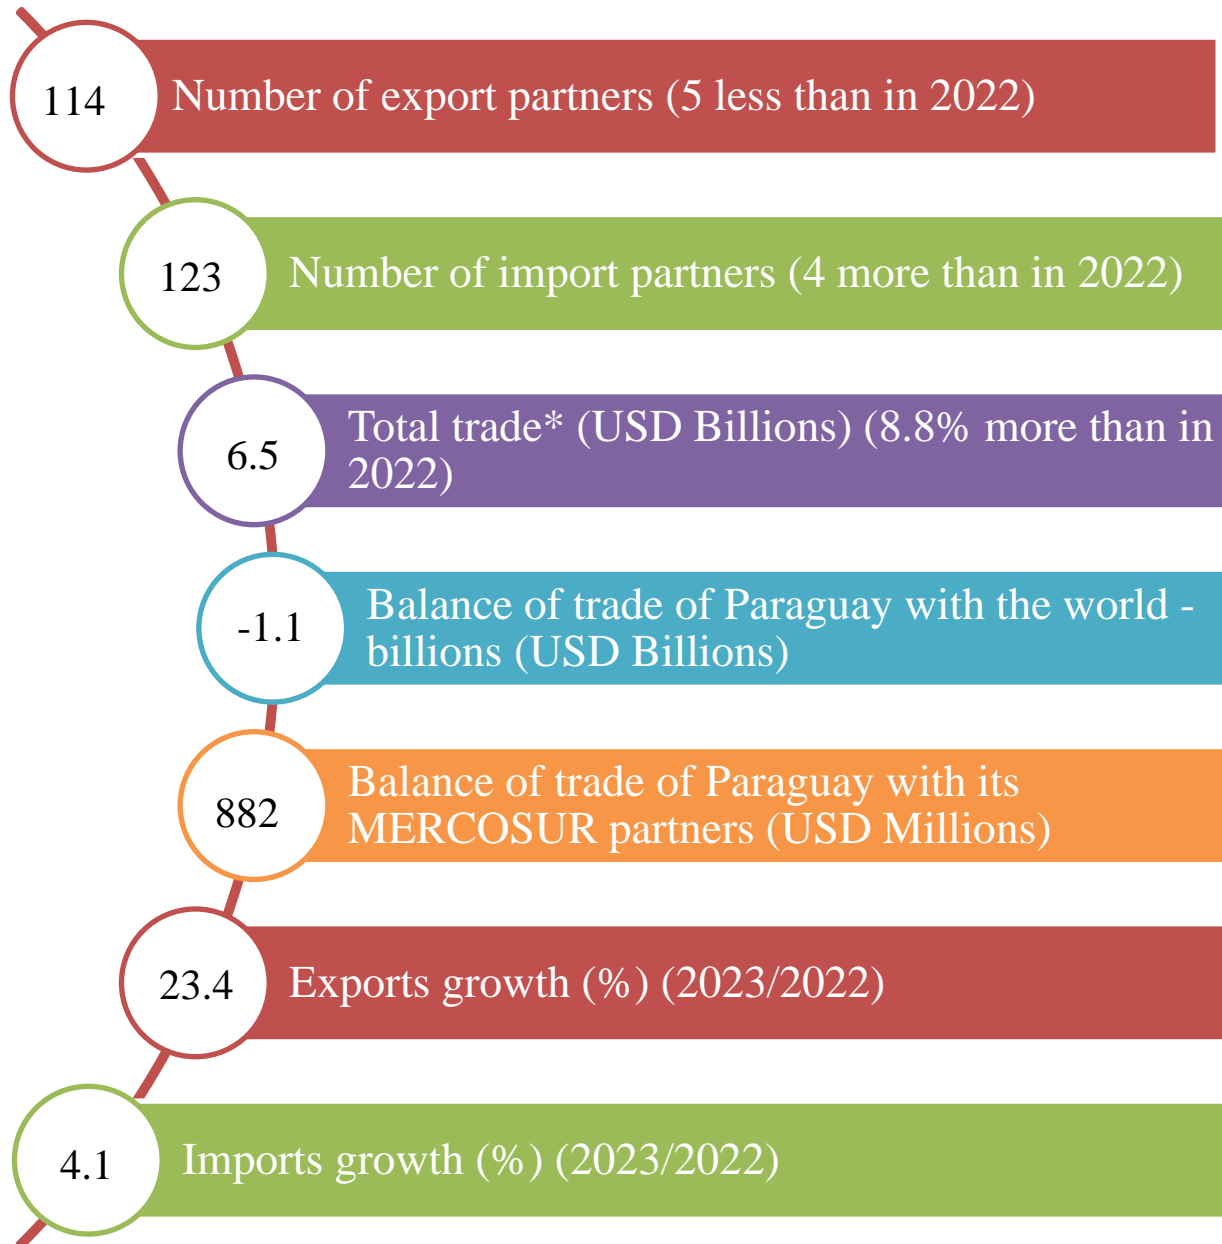 114
Number of export partners (5 less than in 2022)
123
Number of import partners (4 more than in 2022)
6.5
Total trade* (USD Billions) (8.8% more than in
2022)
-1.1
Balance of trade of Paraguay with the world -
billions (USD Billions)
882
Balance of trade of Paraguay with its
MERCOSUR partners (USD Millions)
23.4
Exports growth (%) (2023/2022)
4.1
Imports growth (%) (2023/2022)